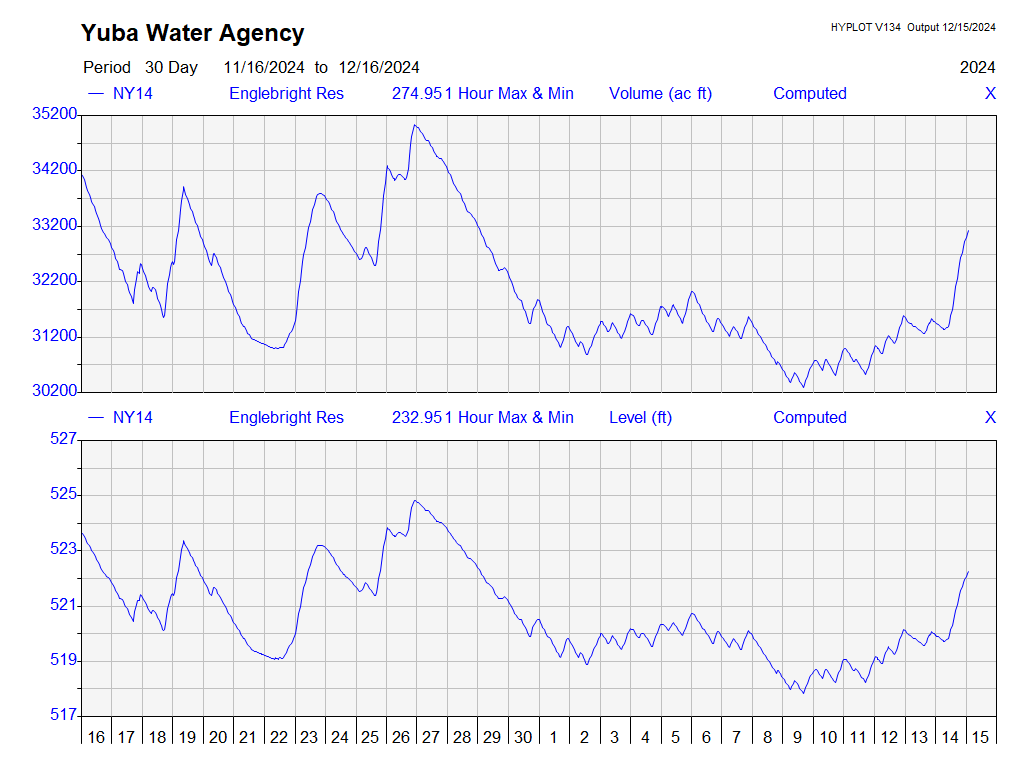 Yuba Water Agency
HYPLOT V134 Output 12/15/2024
Period 30 Day 11/16/2024 to 12/16/2024 2024
NY14 Englebright Res 274.951 Hour Max & Min Volume (ac ft) Computed X
35200
34200
33200
32200
31200
30200
NY14 Englebright Res 232.951 Hour Max & Min Level (ft) Computed X
527
525
523
521
519
517
16 17 18 19 20 21 22 23 24 25 26 27 28 29 30 1 2 3 4 5 6 7 8 9 10 11 12 13 14 15